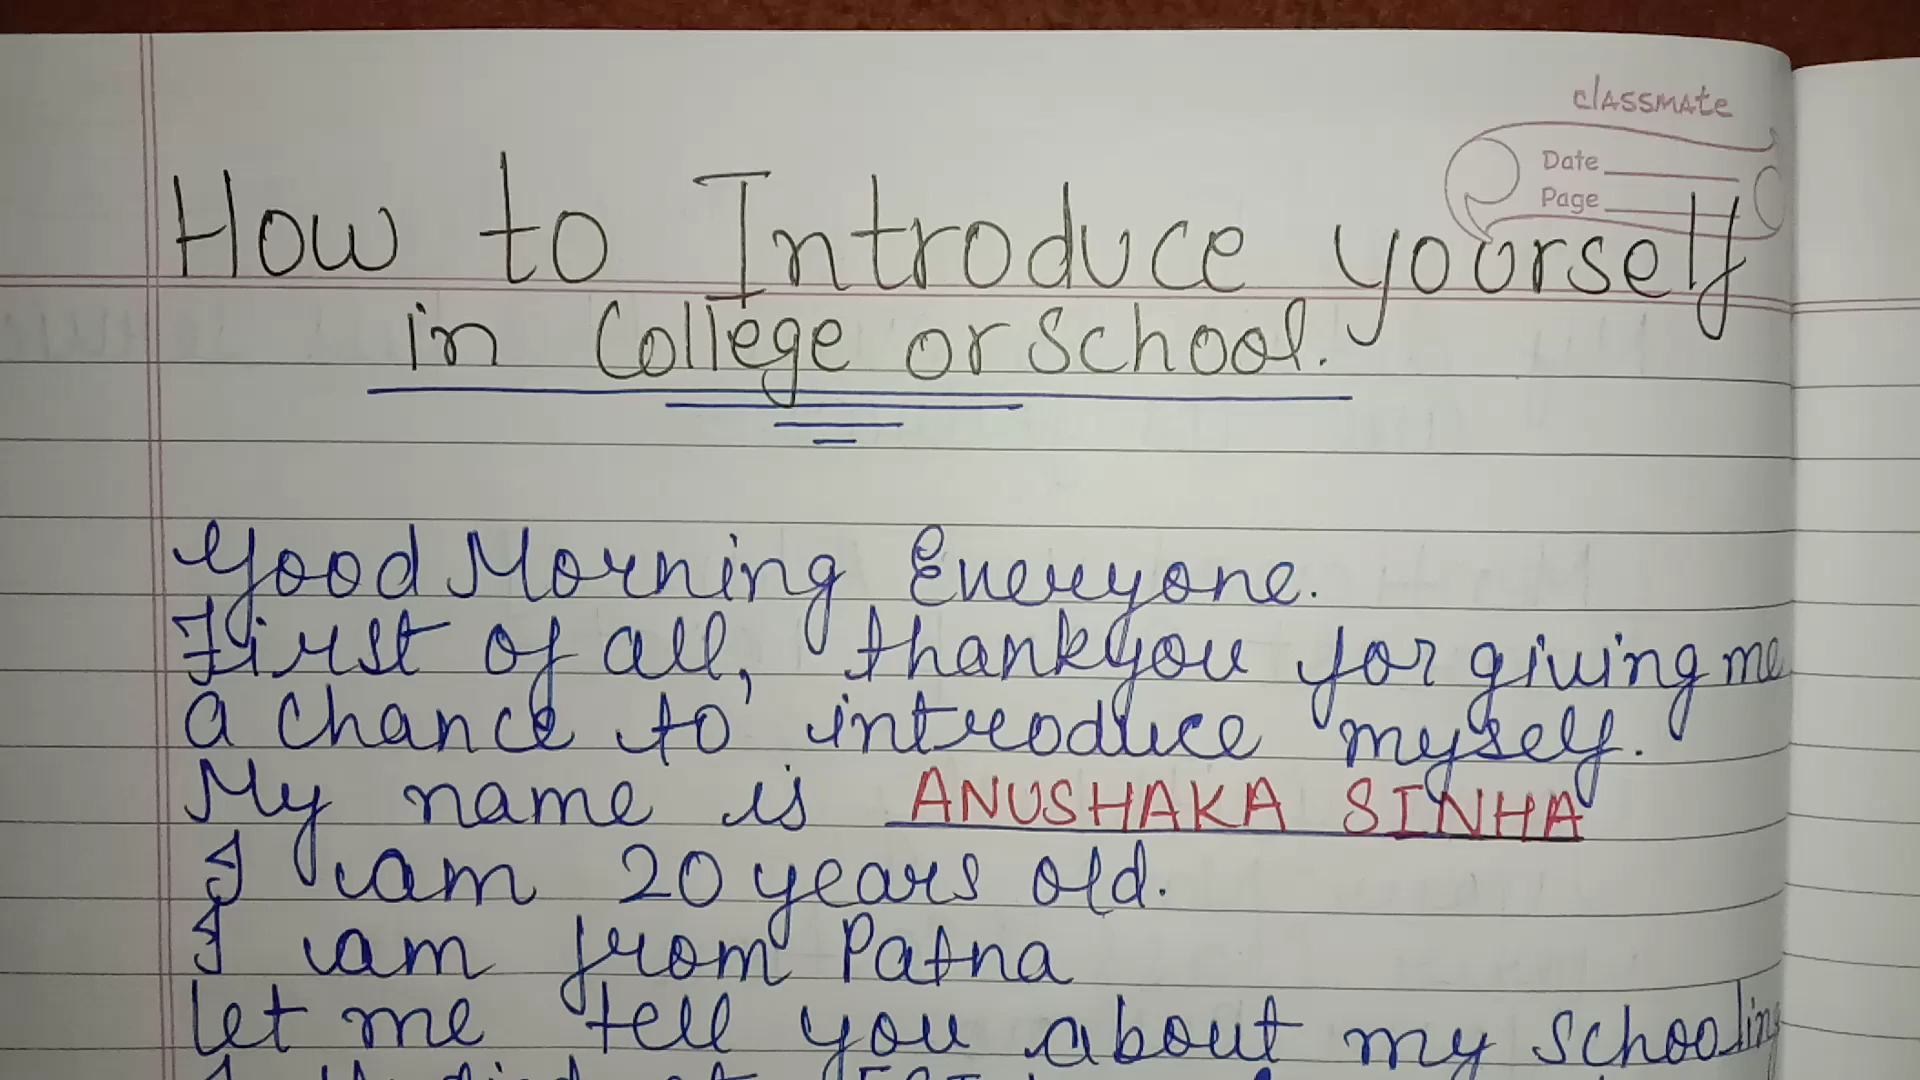 classmate
Date
Page
How to Introduce yourself
in College or School.
Good Morning Everyone.
First of all, thankyou for giving me
a chance to introduce myself.
My name is ANUSHAKA SINHA
I am 20 years old.
I am from Patna
let me tell you about my schooling